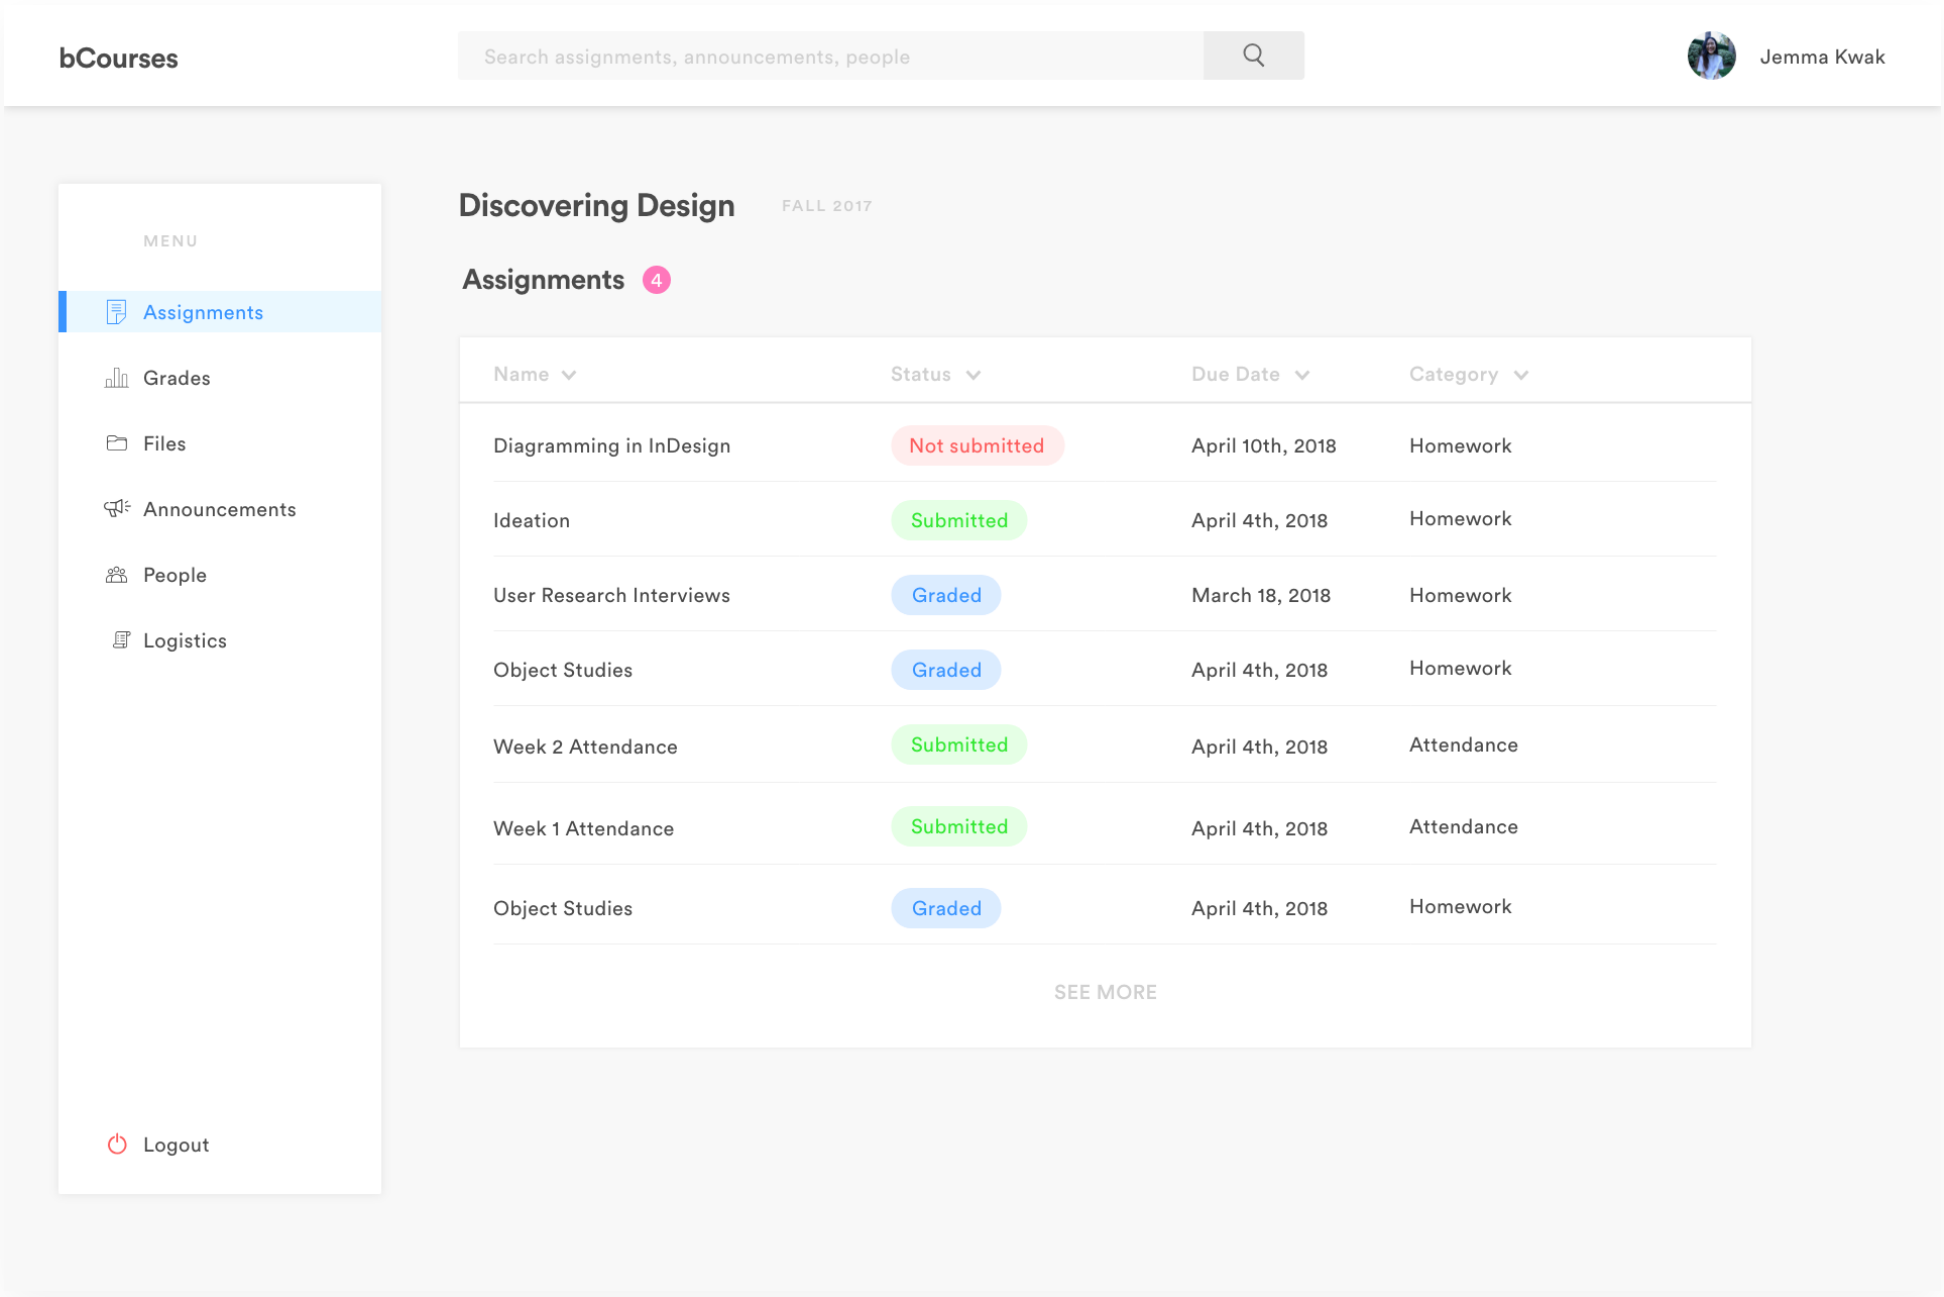 bCourses
Search assignments, announcements, people
Jemma Kwak
MENU
Assignments
Grades
Files
Announcements
People
Logistics
Logout
Discovering Design FALL 2017
Assignments 4
Name Status Due Date Category
Diagramming in InDesign Not submitted April 10th, 2018 Homework
Ideation Submitted April 4th, 2018 Homework
User Research Interviews Graded March 18, 2018 Homework
Object Studies Graded April 4th, 2018 Homework
Week 2 Attendance Submitted April 4th, 2018 Attendance
Week 1 Attendance Submitted April 4th, 2018 Attendance
Object Studies Graded April 4th, 2018 Homework
SEE MORE